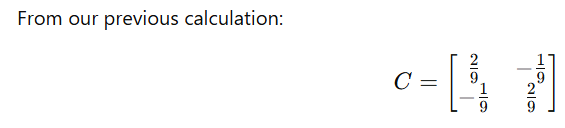 From our previous calculation:
C = [ 2/9 -1/9
-1/9 2/9 ]